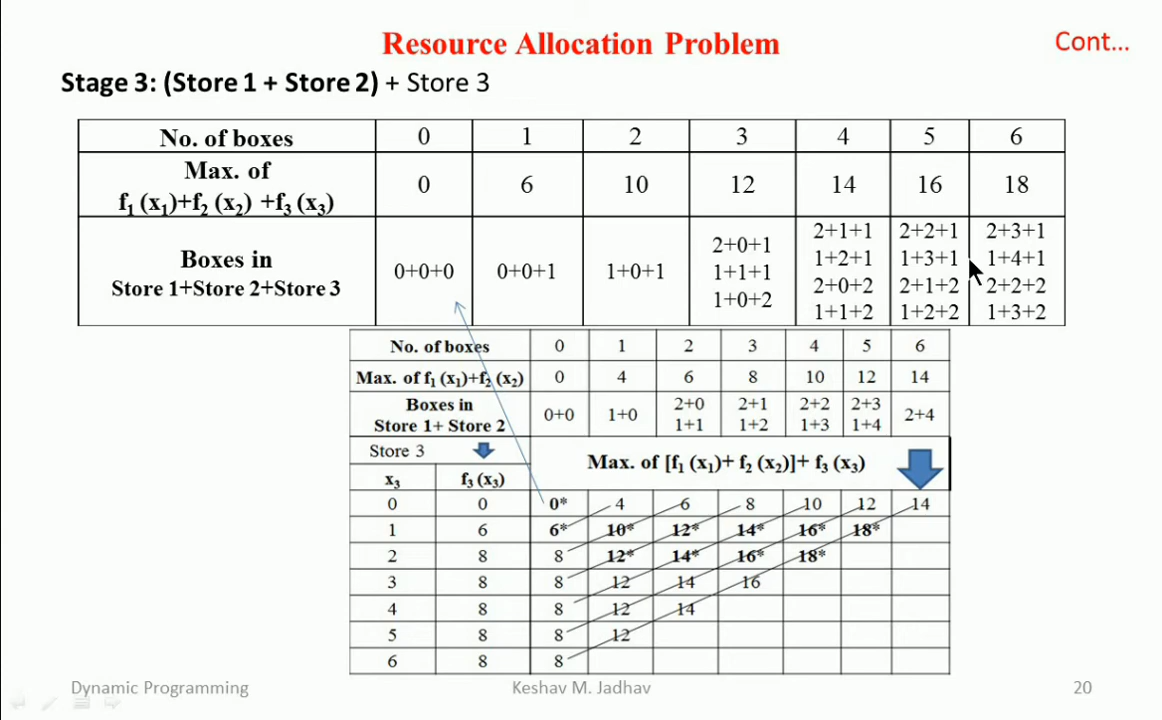 Resource Allocation Problem
Cont...
Stage 3: (Store 1 + Store 2) + Store 3
No. of boxes 0 1 2 3 4 5 6
Max. of
f₁ (x₁)+f₂ (x₂) +f₃ (x₃) 0 6 10 12 14 16 18
Boxes in
Store 1+Store 2+Store 3
0+0+0
0+0+1
1+0+1
2+0+1
1+1+1
1+0+2
2+1+1
1+2+1
2+0+2
1+1+2
2+2+1
1+3+1
2+1+2
1+2+2
2+3+1
1+4+1
2+2+2
1+3+2
No. of boxes 0 1 2 3 4 5 6
Max. of f₁ (x₁)+f₂ (x₂) 0 4 6 8 10 12 14
Boxes in
Store 1+ Store 2
0+0
1+0
2+0
1+1
2+1
1+2
2+2
1+3
2+3
1+4
2+4
Store 3
Max. of [f₁ (x₁)+ f₂ (x₂)]+ f₃ (x₃)
x₃ f₃ (x₃)
0 0 0* 4 6 8 10 12 14
1 6 6* 10* 12* 14* 16* 18*
2 8 8 12* 14* 16* 18*
3 8 8 12 14 16
4 8 8 12 14
5 8 8 12
6 8 8
Dynamic Programming
Keshav M. Jadhav
20